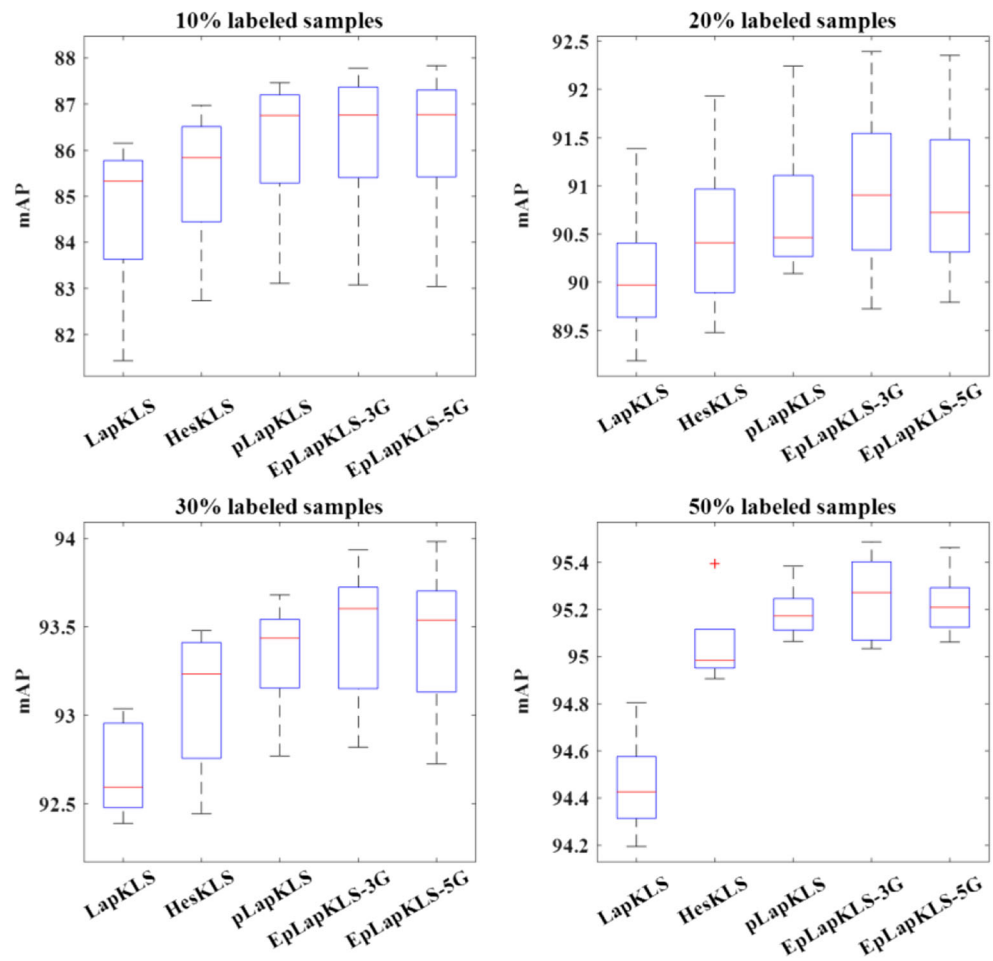 10% labeled samples
88
87
86
85
84
83
82
mAP
LapKLS
HesKLS
pLapKLS
EpLapKLS-3G
EpLapKLS-5G
20% labeled samples
92.5
92
91.5
91
90.5
90
89.5
mAP
LapKLS
HesKLS
pLapKLS
EpLapKLS-3G
EpLapKLS-5G
30% labeled samples
94
93.5
93
92.5
mAP
LapKLS
HesKLS
pLapKLS
EpLapKLS-3G
EpLapKLS-5G
50% labeled samples
95.4
95.2
95
94.8
94.6
94.4
94.2
mAP
LapKLS
HesKLS
pLapKLS
EpLapKLS-3G
EpLapKLS-5G